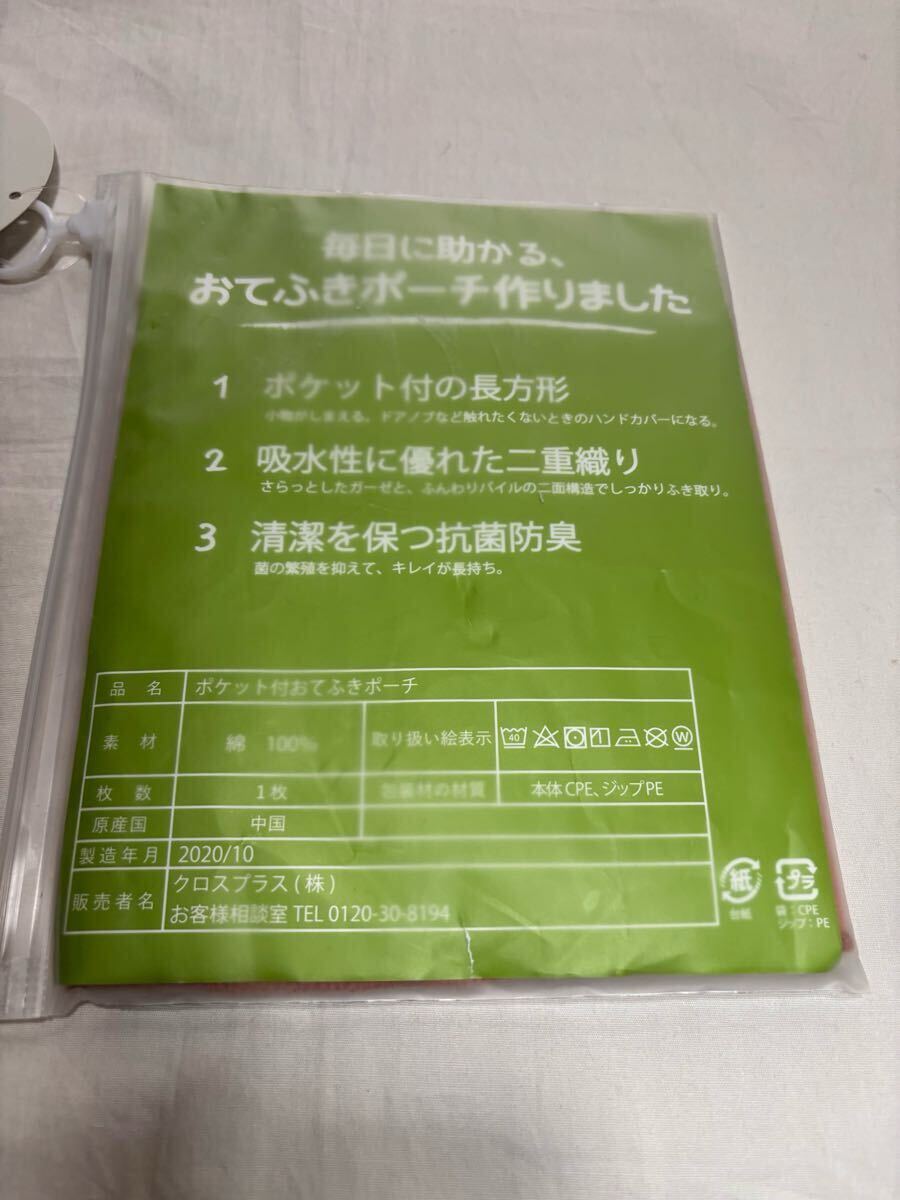 毎日に助かる、
おてふきポーチ作りました
1 ポケット付の長方形
小物がしまえる。ドアノブなど触れたくないときのハンドカバーになる。
2 吸水性に優れた二重織り
さらっとしたガーゼと、ふんわりパイルの二面構造でしっかりふき取り。
3 清潔を保つ抗菌防臭
菌の繁殖を抑えて、キレイが長持ち。
品名 ポケット付おてふきポーチ
素材 綿 100% 取り扱い絵表示 40 W
枚数 1枚 包装材の材質 本体CPE、ジップPE
原産国 中国
製造年月 2020/10
販売者名 クロスプラス(株)
お客様相談室 TEL 0120-30-8194
紙
台紙
プラ
袋:CPE
ジップ:PE